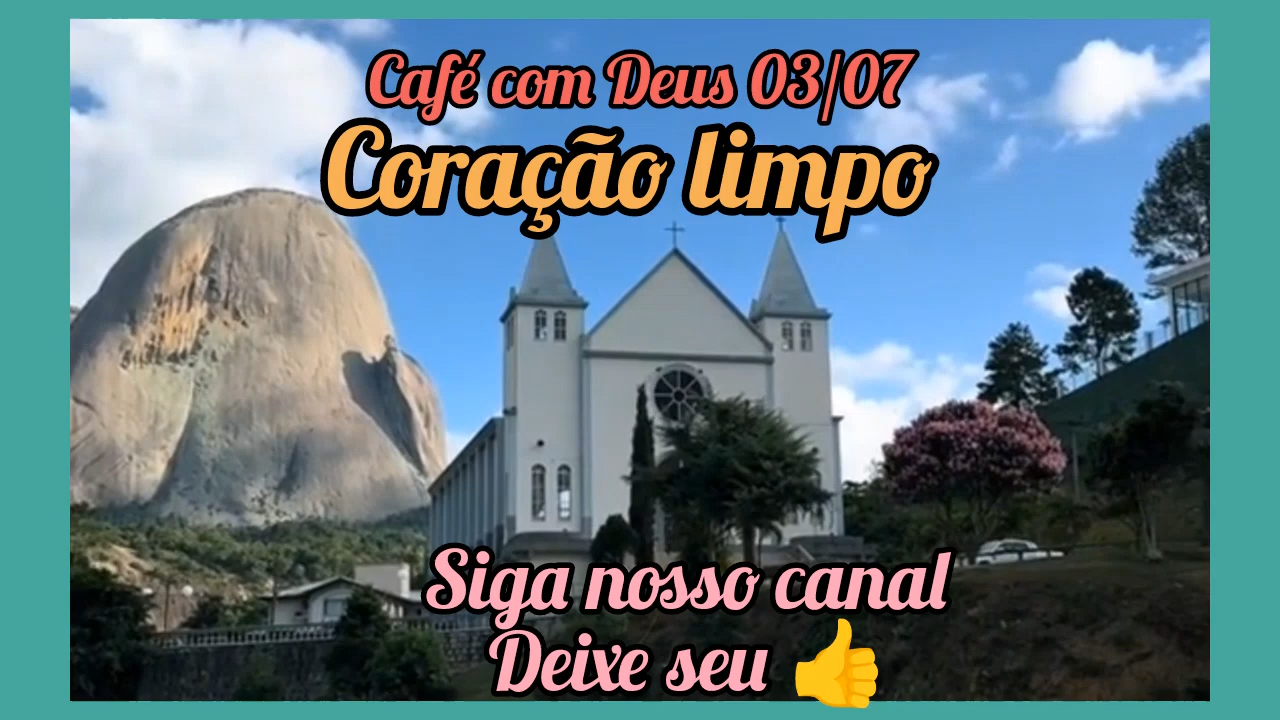 Café com Deus 03/07
Coração limpo
Siga nosso canal
Deixe seu 👍